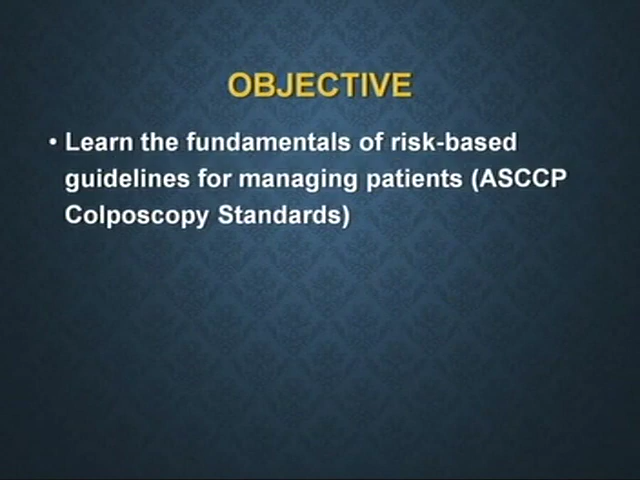 OBJECTIVE
• Learn the fundamentals of risk-based
guidelines for managing patients (ASCCP
Colposcopy Standards)